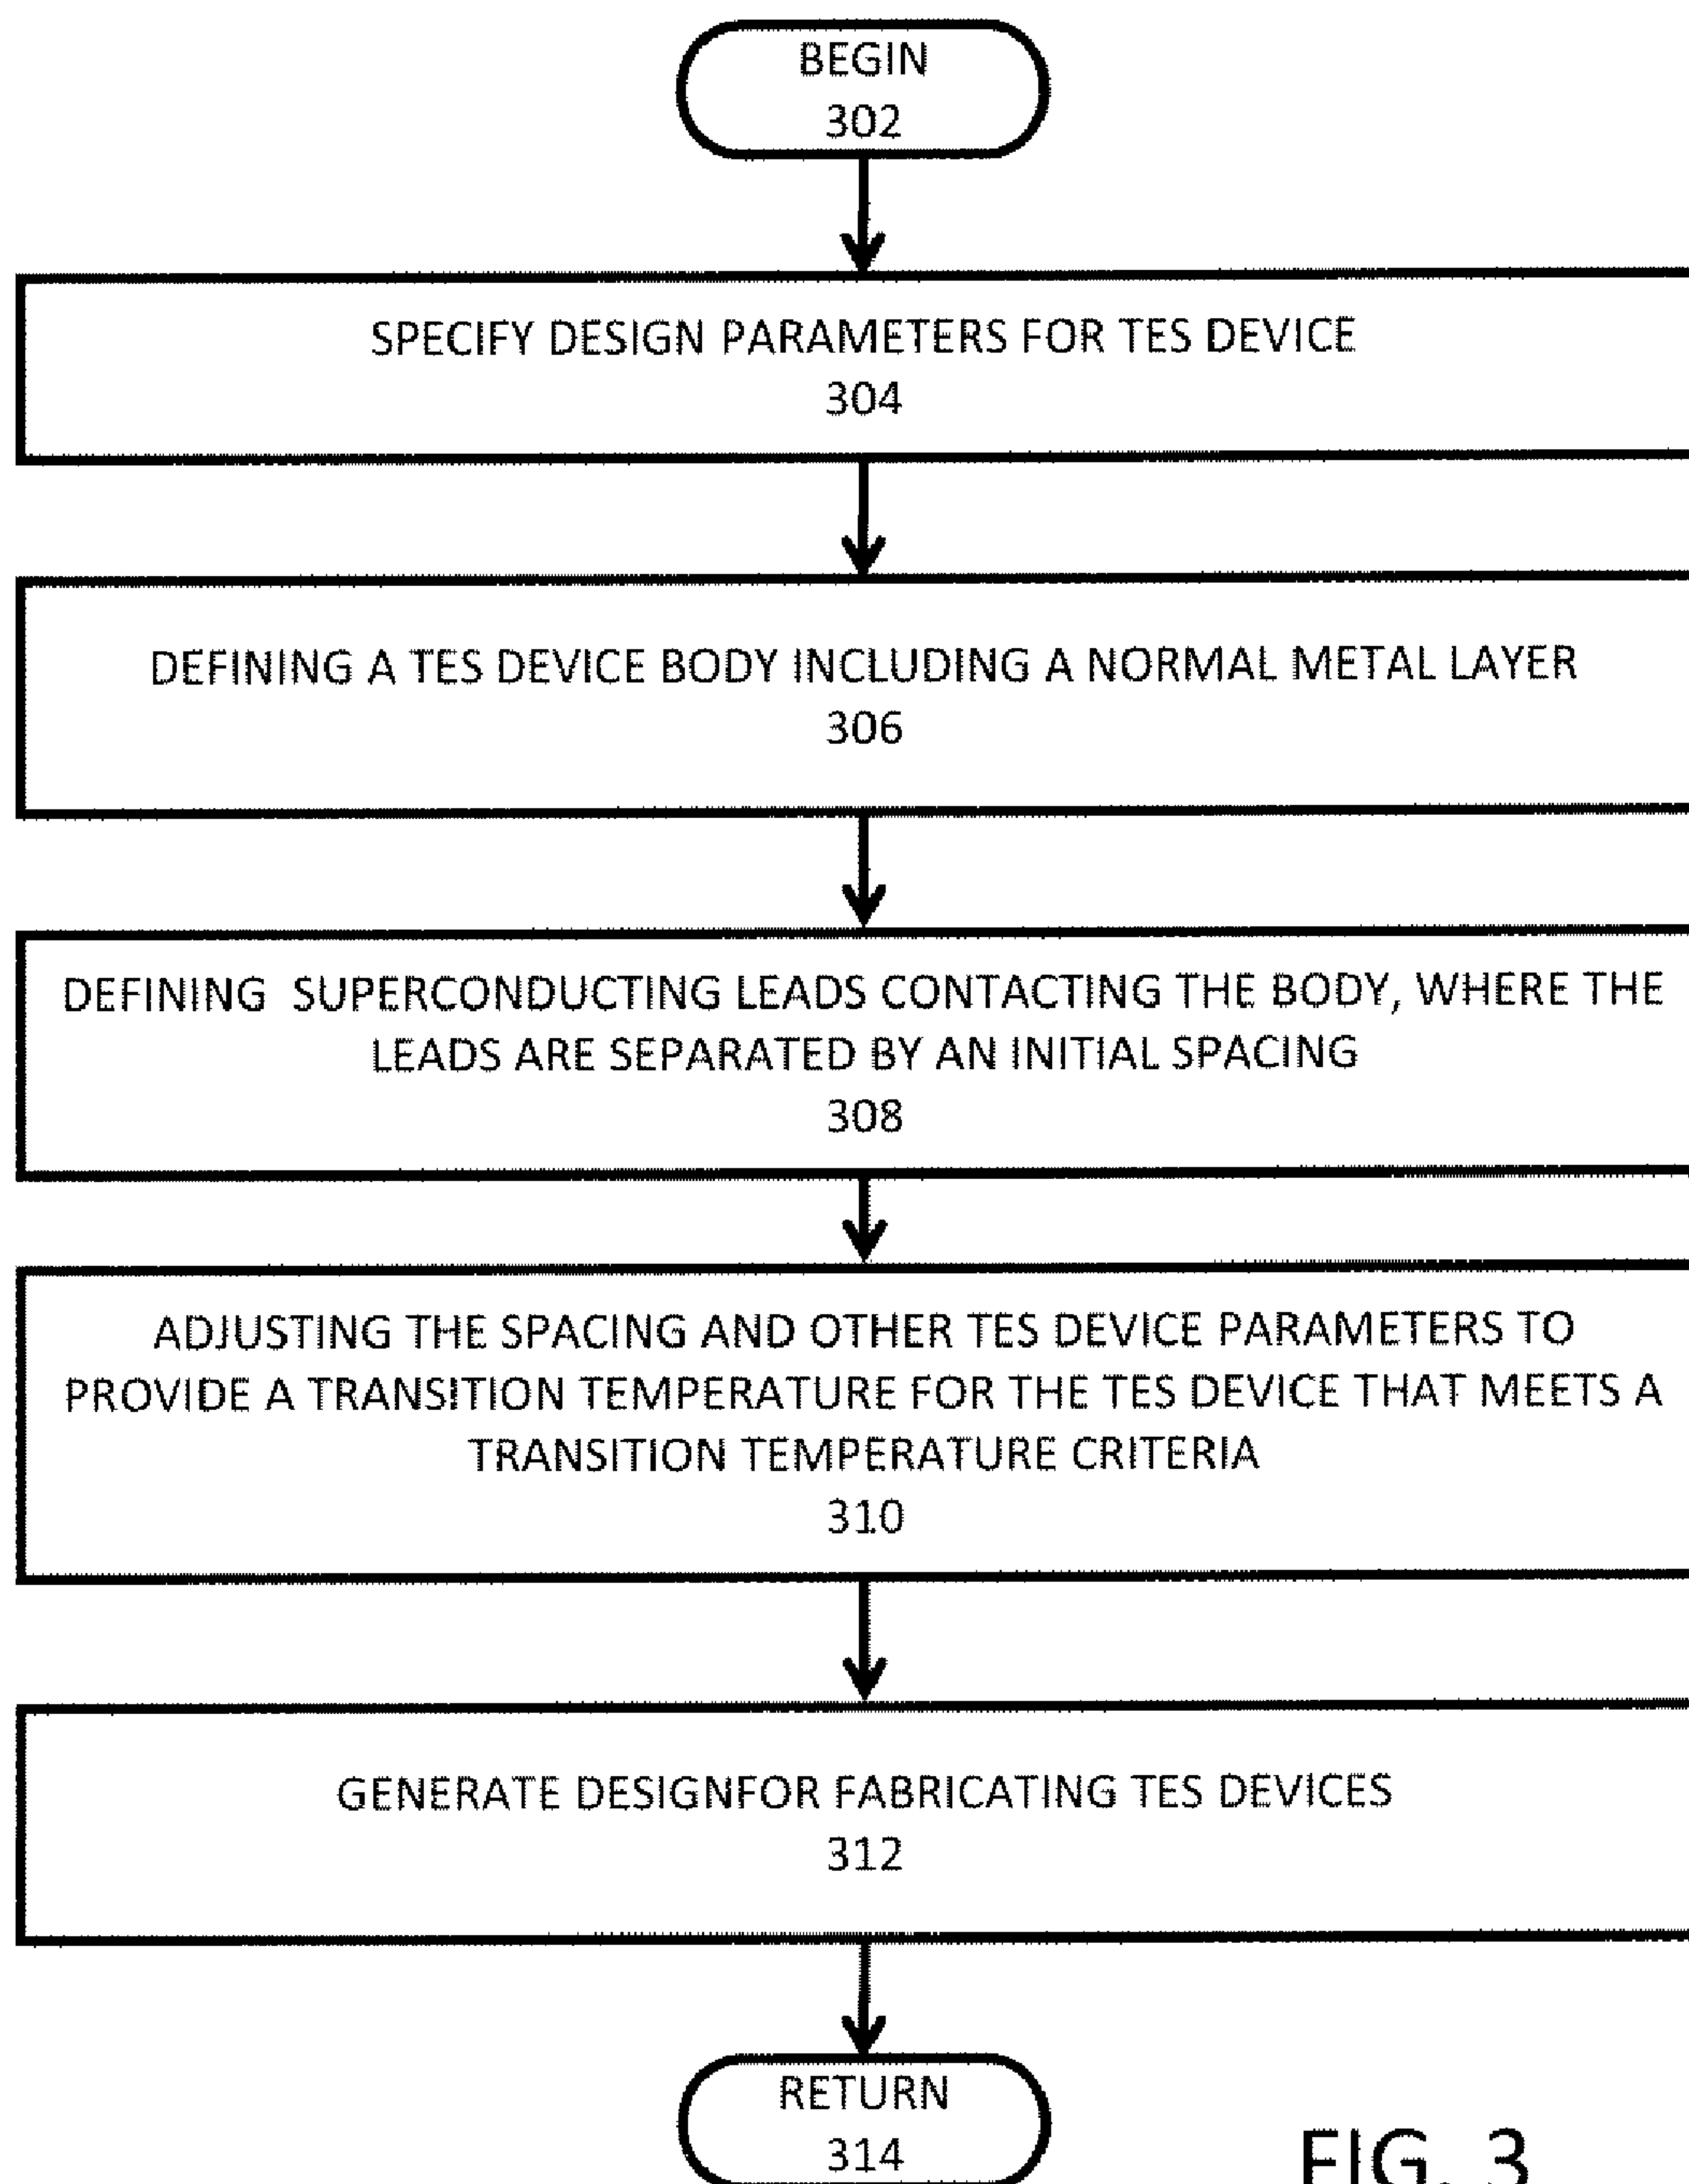 BEGIN
302
SPECIFY DESIGN PARAMETERS FOR TES DEVICE
304
DEFINING A TES DEVICE BODY INCLUDING A NORMAL METAL LAYER
306
DEFINING SUPERCONDUCTING LEADS CONTACTING THE BODY, WHERE THE
LEADS ARE SEPARATED BY AN INITIAL SPACING
308
ADJUSTING THE SPACING AND OTHER TES DEVICE PARAMETERS TO
PROVIDE A TRANSITION TEMPERATURE FOR THE TES DEVICE THAT MEETS A
TRANSITION TEMPERATURE CRITERIA
310
GENERATE DESIGNFOR FABRICATING TES DEVICES
312
RETURN
314
FIG. 3